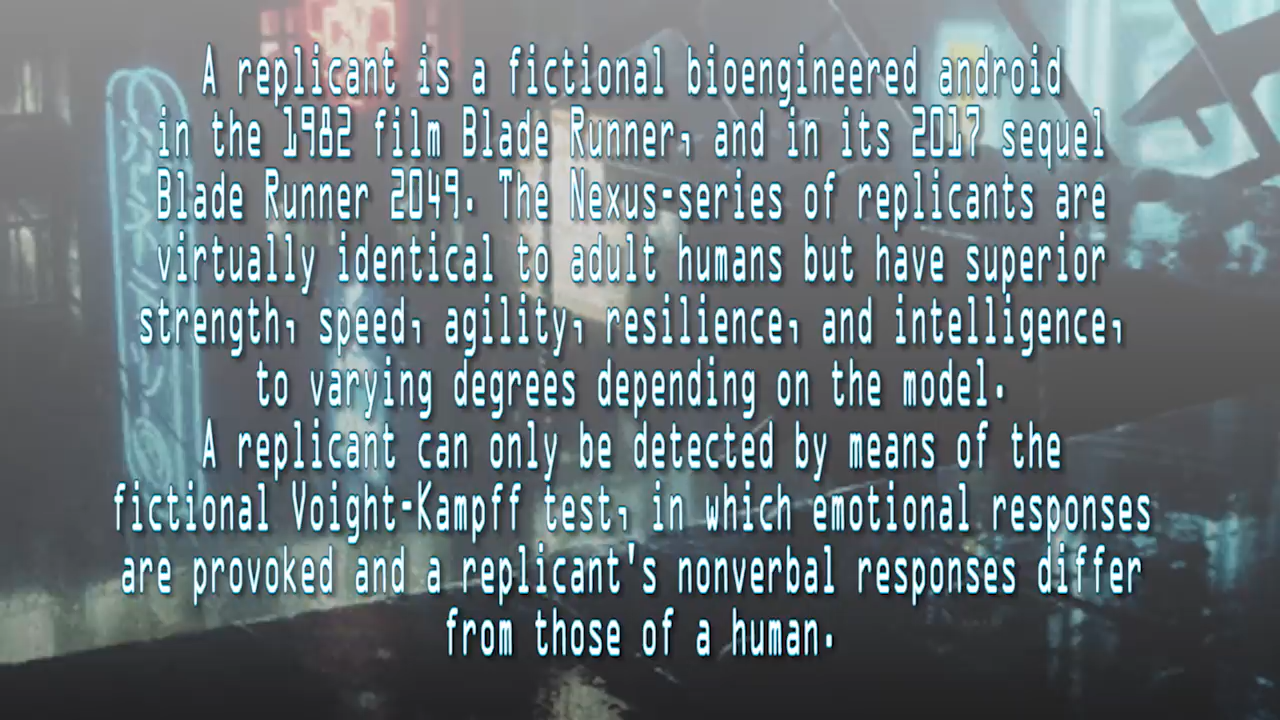 A replicant is a fictional bioengineered android
in the 1982 film Blade Runner, and in its 2017 sequel
Blade Runner 2049. The Nexus-series of replicants are
virtually identical to adult humans but have superior
strength, speed, agility, resilience, and intelligence,
to varying degrees depending on the model.
A replicant can only be detected by means of the
fictional Voight-Kampff test, in which emotional responses
are provoked and a replicant's nonverbal responses differ
from those of a human.